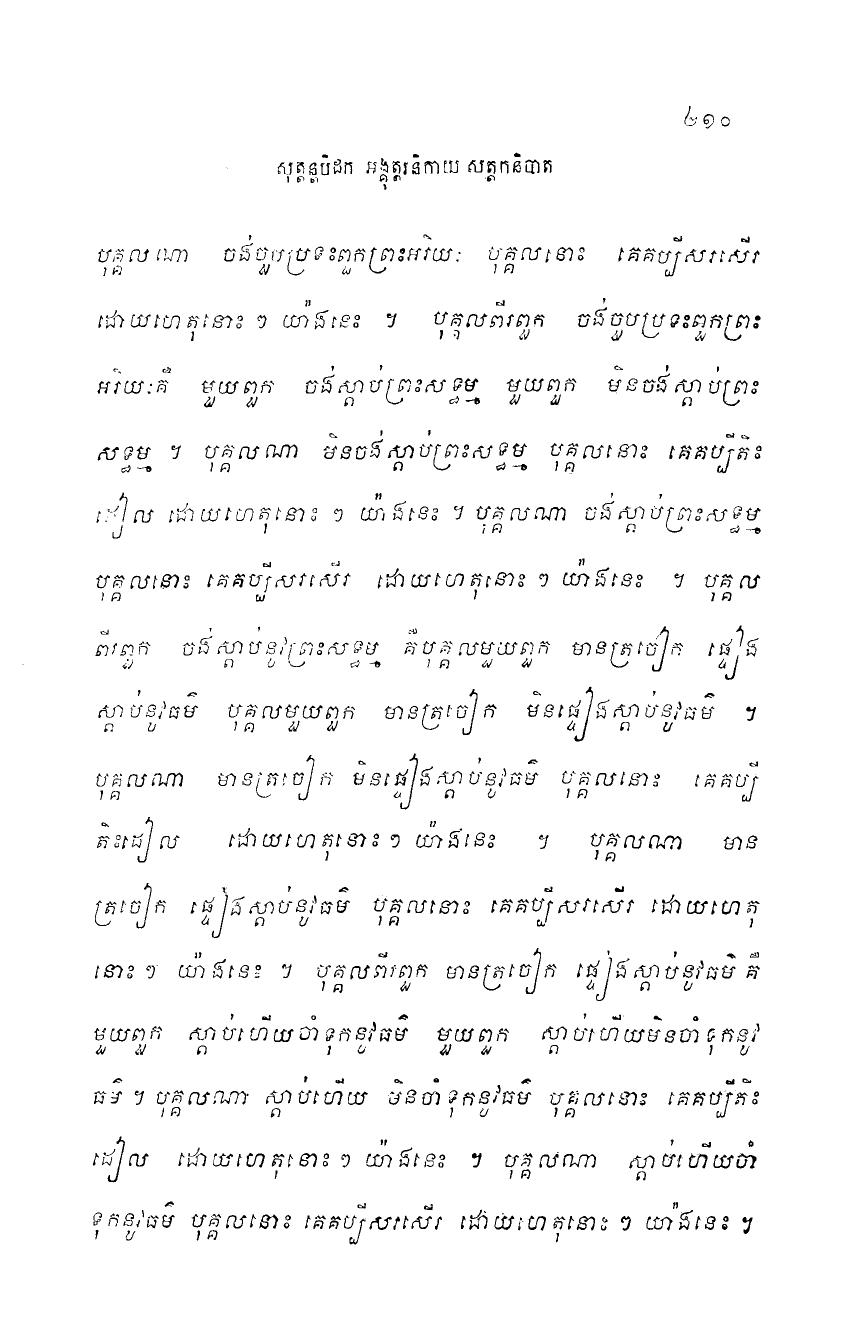 ២១០
សុត្តន្តបិដក អង្គុត្តរនិកាយ សត្តកនិបាត
បុគ្គលណា ចង់ចួបប្រទះពួកព្រះអរិយៈ បុគ្គលនោះ គេគប្បីសរសើរ
ដោយហេតុនោះ ៗ យ៉ាងនេះ ។ បុគ្គលពីរពួក ចង់ចួបប្រទះពួកព្រះ
អរិយៈគឺ មួយពួក ចង់ស្តាប់ព្រះសទ្ធម្ម មួយពួក មិនចង់ស្តាប់ព្រះ
សទ្ធម្ម ។ បុគ្គលណា មិនចង់ស្តាប់ព្រះសទ្ធម្ម បុគ្គលនោះ គេគប្បីតិះ
ដៀល ដោយហេតុនោះ ៗ យ៉ាងនេះ ។ បុគ្គលណា ចង់ស្តាប់ព្រះសទ្ធម្ម
បុគ្គលនោះ គេគប្បីសរសើរ ដោយហេតុនោះ ៗ យ៉ាងនេះ ។ បុគ្គល
ពីរពួក ចង់ស្តាប់នូវព្រះសទ្ធម្ម គឺបុគ្គលមួយពួក មានត្រចៀក ផ្ទៀង
ស្តាប់នូវធម៌ បុគ្គលមួយពួក មានត្រចៀក មិនផ្ទៀងស្តាប់នូវធម៌ ។
បុគ្គលណា មានត្រចៀក មិនផ្ទៀងស្តាប់នូវធម៌ បុគ្គលនោះ គេគប្បី
តិះដៀល ដោយហេតុនោះ ៗ យ៉ាងនេះ ។ បុគ្គលណា មាន
ត្រចៀក ផ្ទៀងស្តាប់នូវធម៌ បុគ្គលនោះ គេគប្បីសរសើរ ដោយហេតុ
នោះ ៗ យ៉ាងនេះ ។ បុគ្គលពីរពួក មានត្រចៀក ផ្ទៀងស្តាប់នូវធម៌ គឺ
មួយពួក ស្តាប់ហើយចាំទុកនូវធម៌ មួយពួក ស្តាប់ហើយមិនចាំទុកនូវ
ធម៌ ។ បុគ្គលណា ស្តាប់ហើយ មិនចាំទុកនូវធម៌ បុគ្គលនោះ គេគប្បីតិះ
ដៀល ដោយហេតុនោះ ៗ យ៉ាងនេះ ។ បុគ្គលណា ស្តាប់ហើយចាំ
ទុកនូវធម៌ បុគ្គលនោះ គេគប្បីសរសើរ ដោយហេតុនោះ ៗ យ៉ាងនេះ ។